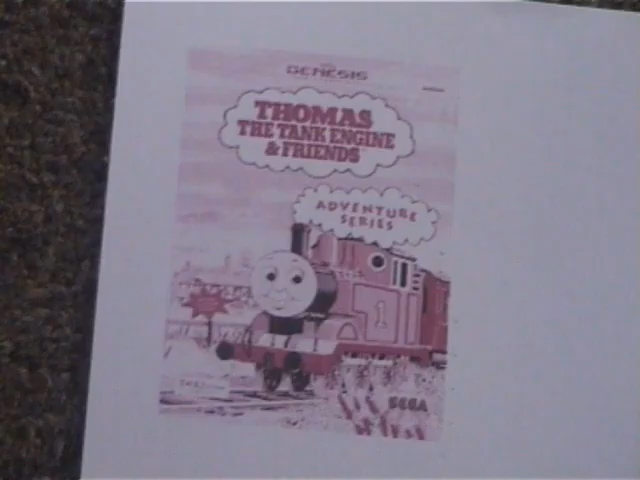 GENESIS
THOMAS
THE TANK ENGINE
& FRIENDS
ADVENTURE
SERIES
1
SEGA